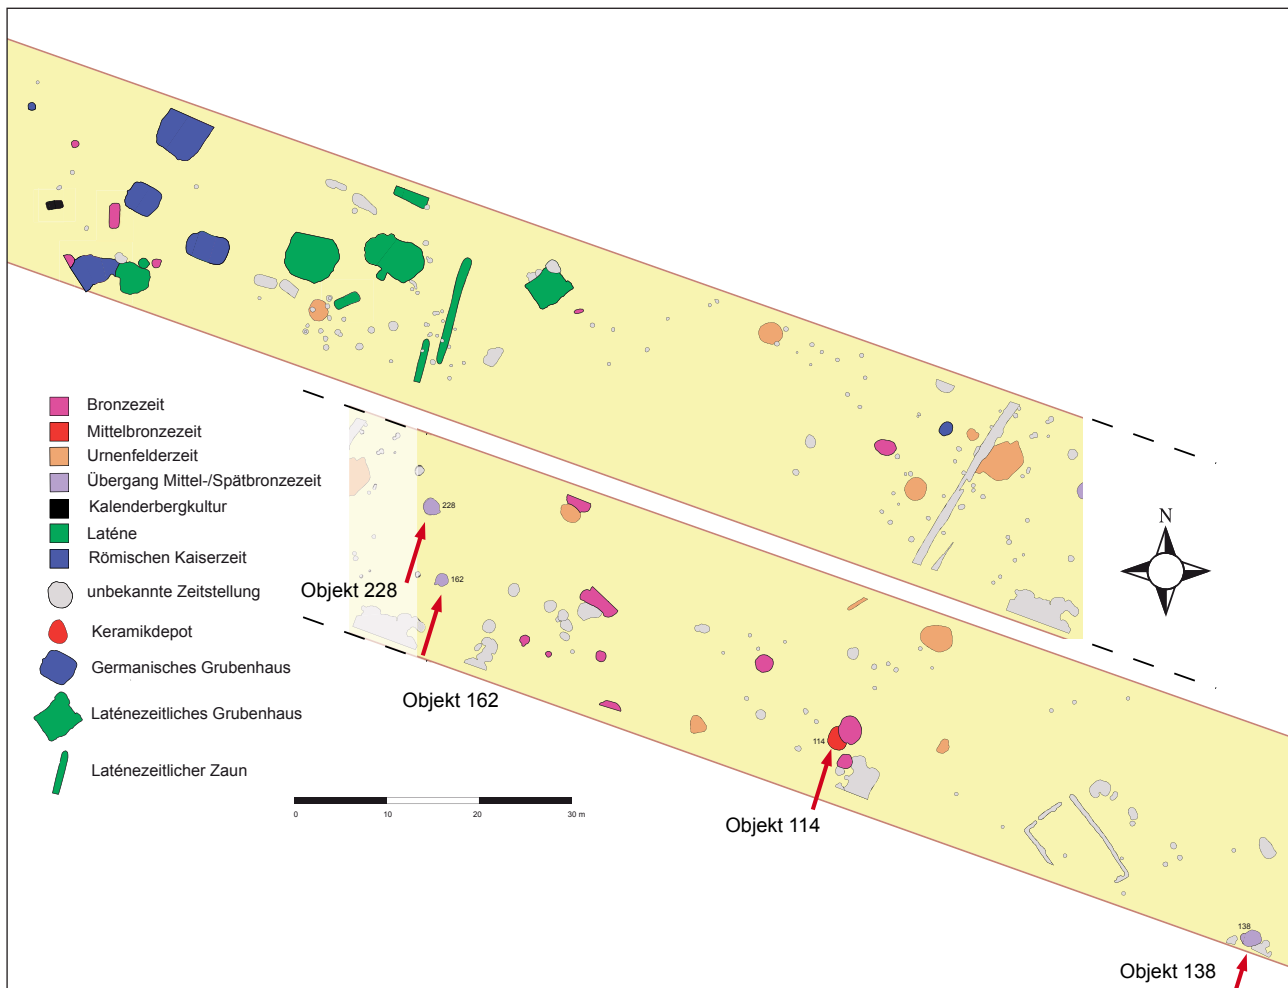 Bronzezeit
Mittelbronzezeit
Urnenfelderzeit
Übergang Mittel-/Spätbronzezeit
Kalenderbergkultur
Laténe
Römischen Kaiserzeit
unbekannte Zeitstellung
Keramikdepot
Germanisches Grubenhaus
Laténezeitliches Grubenhaus
Laténezeitlicher Zaun
0 10 20 30 m
228
Objekt 228
162
Objekt 162
114
Objekt 114
138
Objekt 138
N